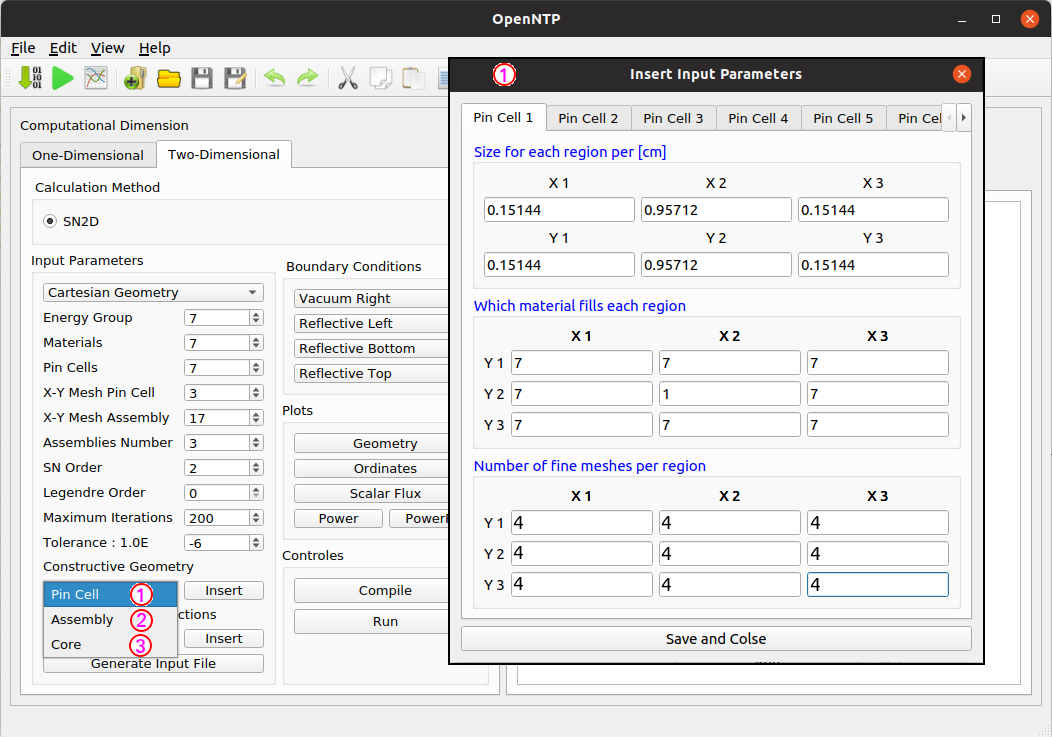 OpenNTP
File Edit View Help
Computational Dimension
One-Dimensional Two-Dimensional
Calculation Method
SN2D
Input Parameters
Cartesian Geometry
Energy Group 7
Materials 7
Pin Cells 7
X-Y Mesh Pin Cell 3
X-Y Mesh Assembly 17
Assemblies Number 3
SN Order 2
Legendre Order 0
Maximum Iterations 200
Tolerance : 1.0E -6
Constructive Geometry
Pin Cell 1 Insert
Assembly 2 ctions
Core 3 Insert
Generate Input File
Boundary Conditions
Vacuum Right
Reflective Left
Reflective Bottom
Reflective Top
Plots
Geometry
Ordinates
Scalar Flux
Power Power
Controles
Compile
Run
1 Insert Input Parameters
Pin Cell 1 Pin Cell 2 Pin Cell 3 Pin Cell 4 Pin Cell 5 Pin Cel
Size for each region per [cm]
X 1 X 2 X 3
0.15144 0.95712 0.15144
Y 1 Y 2 Y 3
0.15144 0.95712 0.15144
Which material fills each region
X 1 X 2 X 3
Y 1 7 7 7
Y 2 7 1 7
Y 3 7 7 7
Number of fine meshes per region
X 1 X 2 X 3
Y 1 4 4 4
Y 2 4 4 4
Y 3 4 4 4
Save and Colse